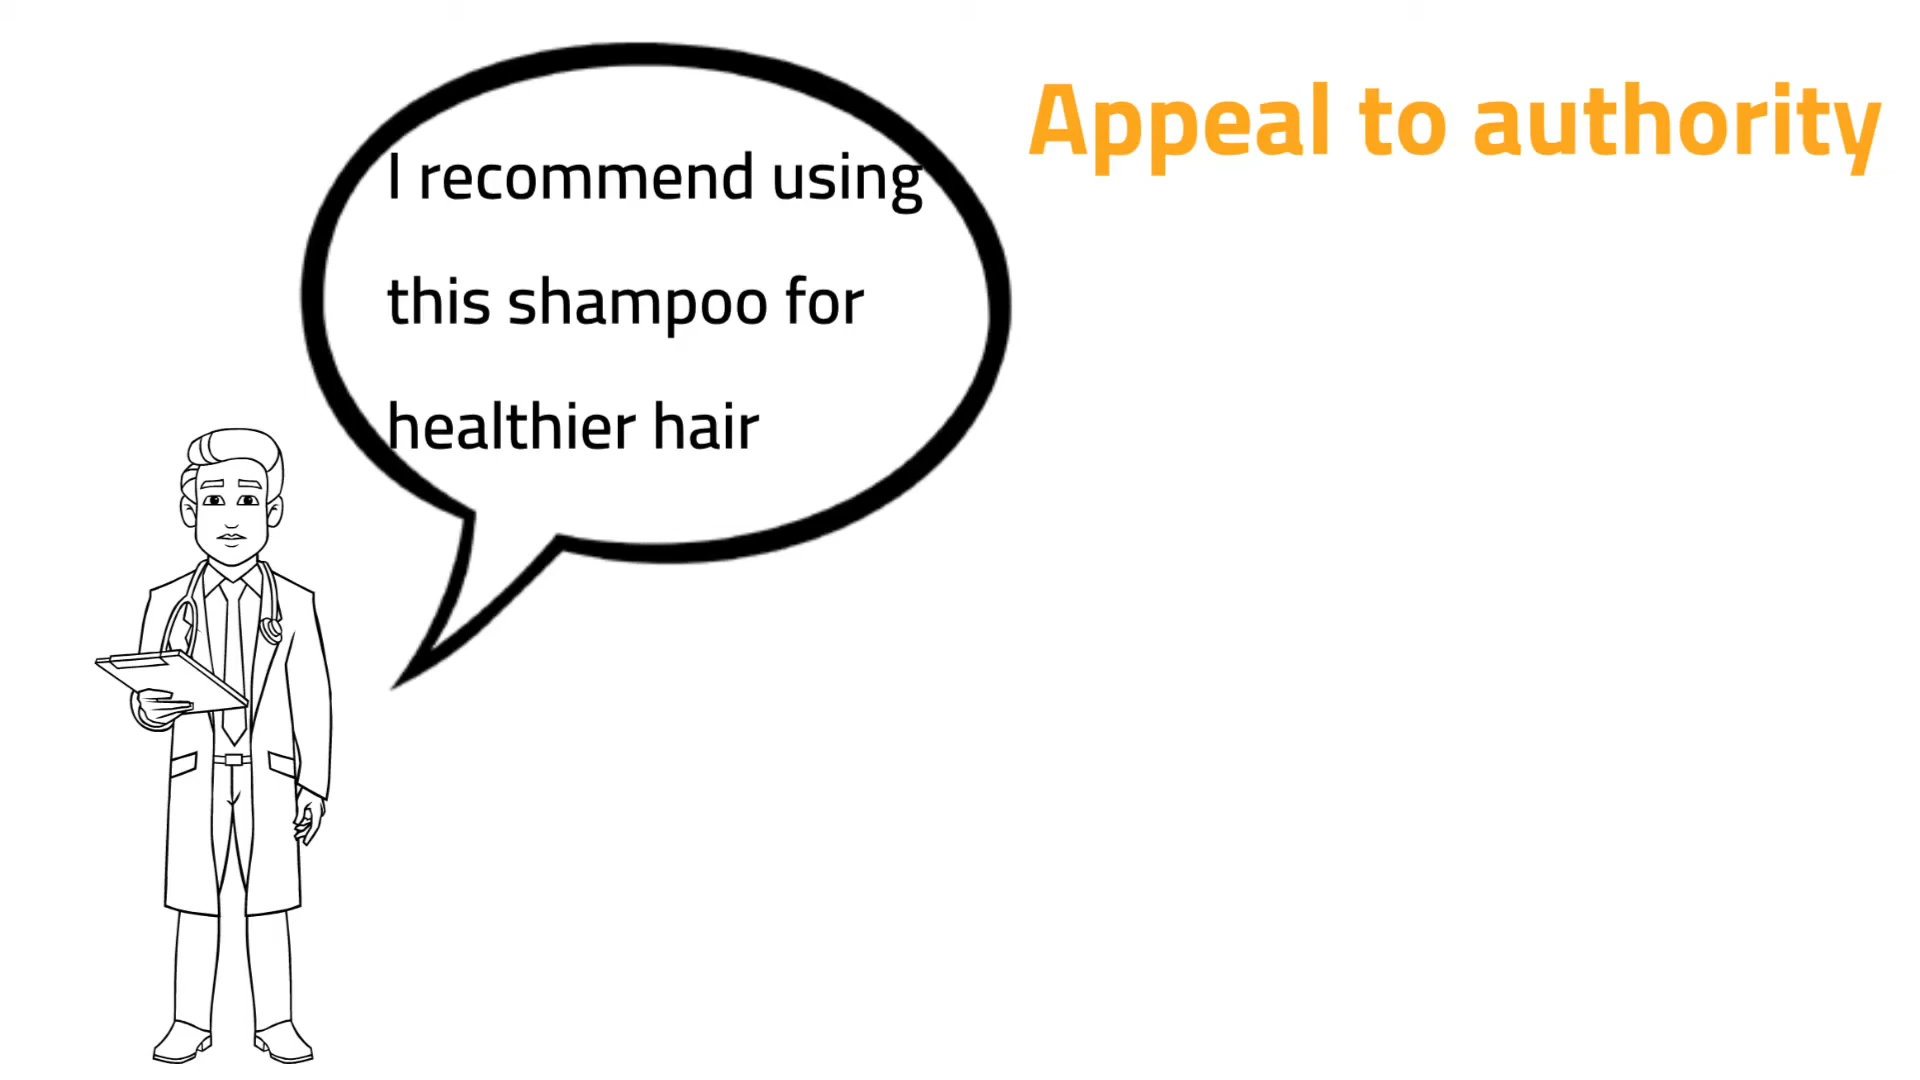 Appeal to authority
I recommend using
this shampoo for
healthier hair